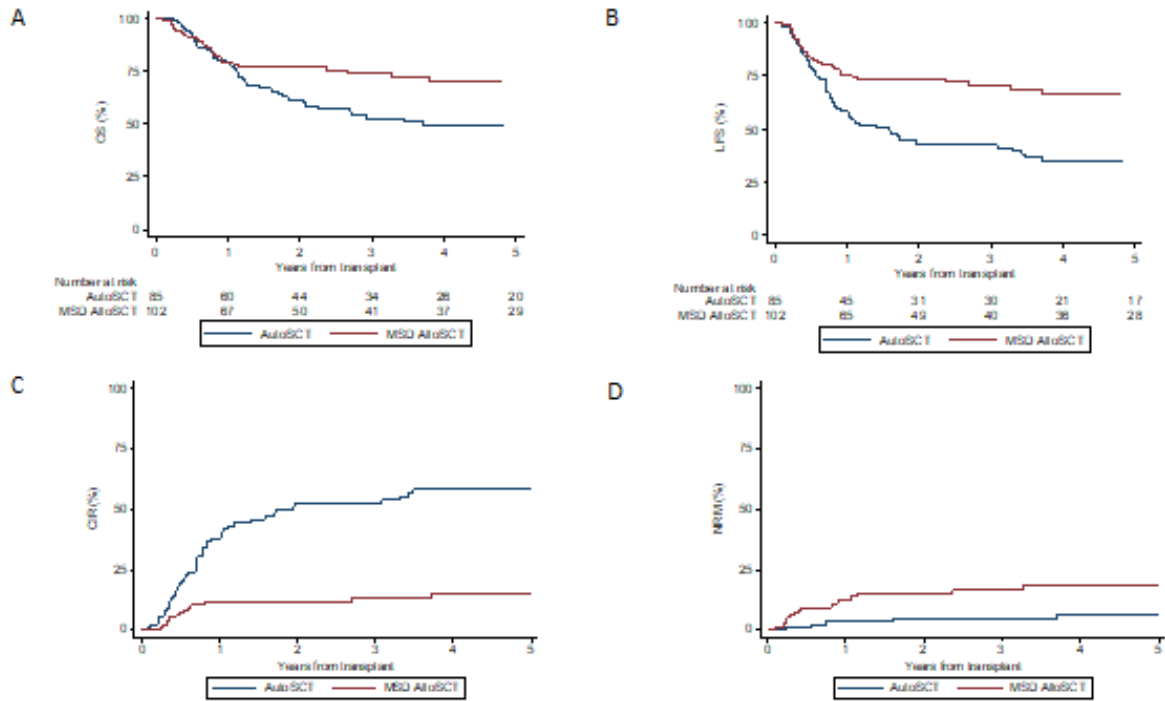 A
100
75
50
25
0
OS (%)
0 1 2 3 4 5
Years from transplant
Number at risk
AutoSCT 85 60 44 34 26 20
MSD AlloSCT 102 67 50 41 37 29
AutoSCT MSD AlloSCT
B
100
75
50
25
0
LFS (%)
0 1 2 3 4 5
Years from transplant
Number at risk
AutoSCT 85 45 31 30 21 17
MSD AlloSCT 102 65 49 40 36 28
AutoSCT MSD AlloSCT
C
100
75
50
25
0
CIR (%)
0 1 2 3 4 5
Years from transplant
AutoSCT MSD AlloSCT
D
100
75
50
25
0
NRM (%)
0 1 2 3 4 5
Years from transplant
AutoSCT MSD AlloSCT